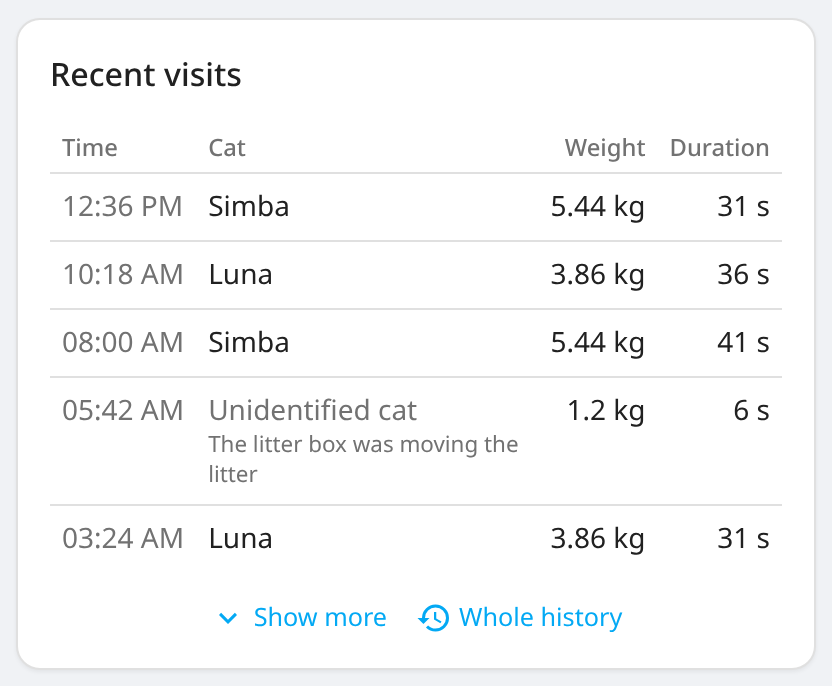 Recent visits
Time Cat Weight Duration
12:36 PM Simba 5.44 kg 31 s
10:18 AM Luna 3.86 kg 36 s
08:00 AM Simba 5.44 kg 41 s
05:42 AM Unidentified cat 1.2 kg 6 s
The litter box was moving the
litter
03:24 AM Luna 3.86 kg 31 s
Show more Whole history